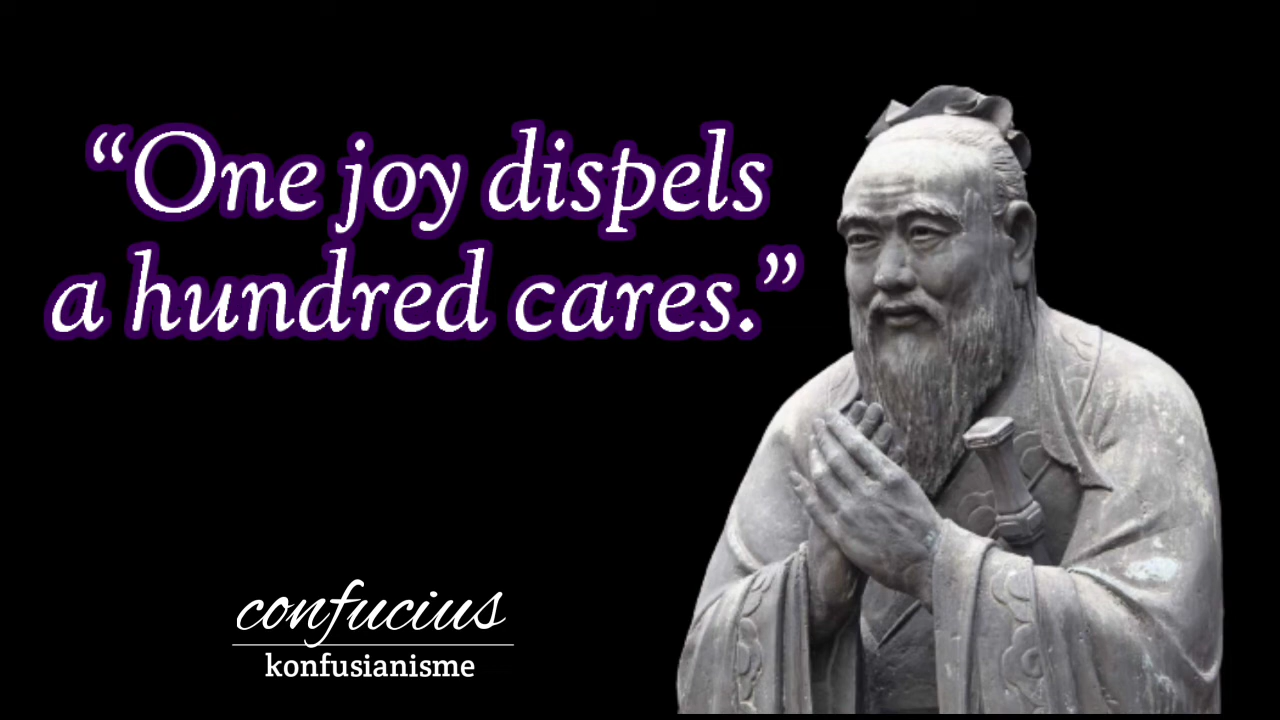 “One joy dispels
a hundred cares.”
confucius
konfusianisme